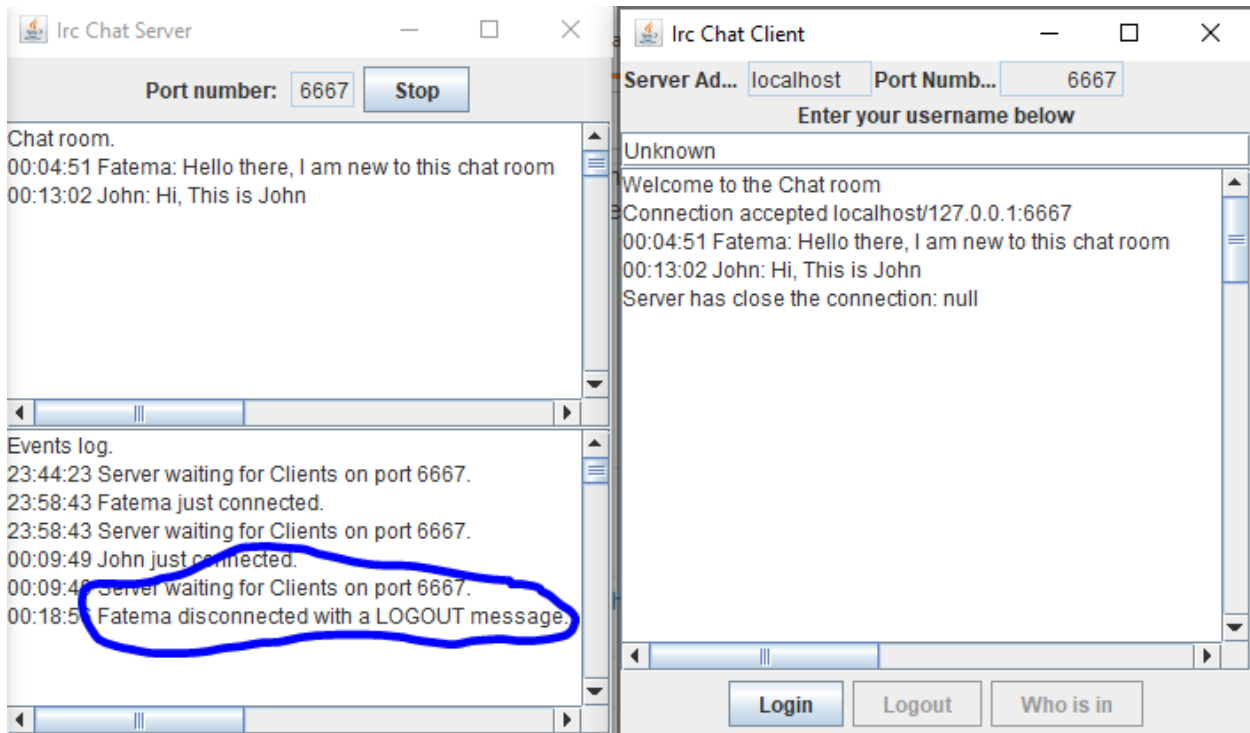 Irc Chat Server
Port number: 6667 Stop
Chat room.
00:04:51 Fatema: Hello there, I am new to this chat room
00:13:02 John: Hi, This is John
Events log.
23:44:23 Server waiting for Clients on port 6667.
23:58:43 Fatema just connected.
23:58:43 Server waiting for Clients on port 6667.
00:09:49 John just connected.
00:09:49 Server waiting for Clients on port 6667.
00:18:56 Fatema disconnected with a LOGOUT message.
Irc Chat Client
Server Ad... localhost Port Numb... 6667
Enter your username below
Unknown
Welcome to the Chat room
Connection accepted localhost/127.0.0.1:6667
00:04:51 Fatema: Hello there, I am new to this chat room
00:13:02 John: Hi, This is John
Server has close the connection: null
Login Logout Who is in